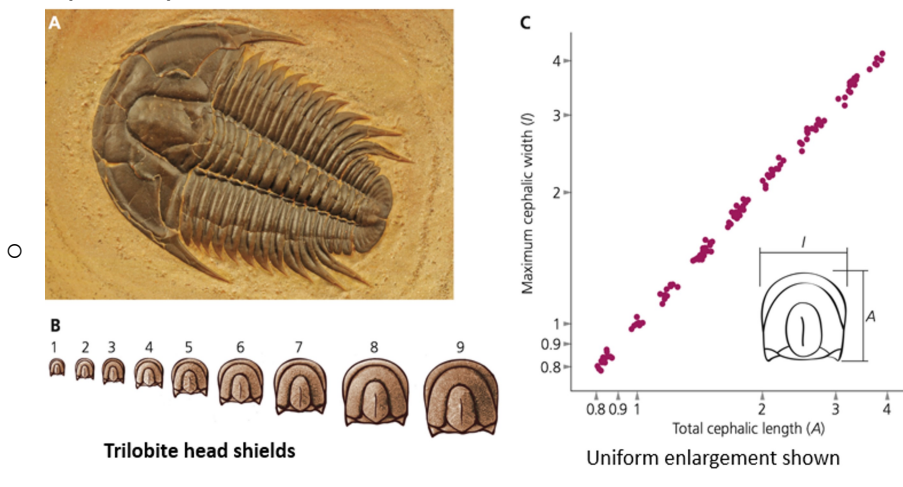 A
B
1 2 3 4 5 6 7 8 9
Trilobite head shields
C
Maximum cephalic width (I)
4
3
2
1
0.9
0.8
I
A
0.8 0.9 1 2 3 4
Total cephalic length (A)
Uniform enlargement shown